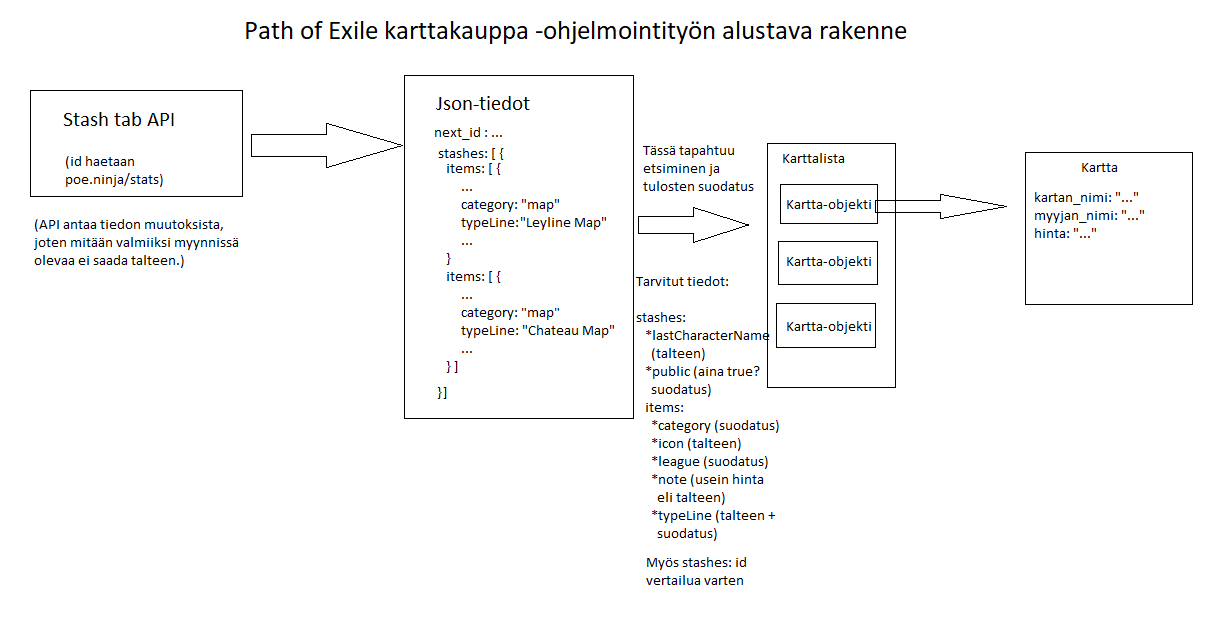 Path of Exile karttakauppa -ohjelmointityön alustava rakenne
Stash tab API
(id haetaan
poe.ninja/stats)
(API antaa tiedon muutoksista,
joten mitään valmiiksi myynnissä
olevaa ei saada talteen.)
Json-tiedot
next_id : ...
stashes: [ {
items: [ {
...
category: "map"
typeLine:"Leyline Map"
...
}
items: [ {
...
category: "map"
typeLine: "Chateau Map"
...
} ]
} ]
Tässä tapahtuu
etsiminen ja
tulosten suodatus
Tarvitut tiedot:
stashes:
*lastCharacterName
(talteen)
*public (aina true?
suodatus)
items:
*category (suodatus)
*icon (talteen)
*league (suodatus)
*note (usein hinta
eli talteen)
*typeLine (talteen +
suodatus)
Myös stashes: id
vertailua varten
Karttalista
Kartta-objekti
Kartta-objekti
Kartta-objekti
Kartta
kartan_nimi: "..."
myyjan_nimi: "..."
hinta: "..."